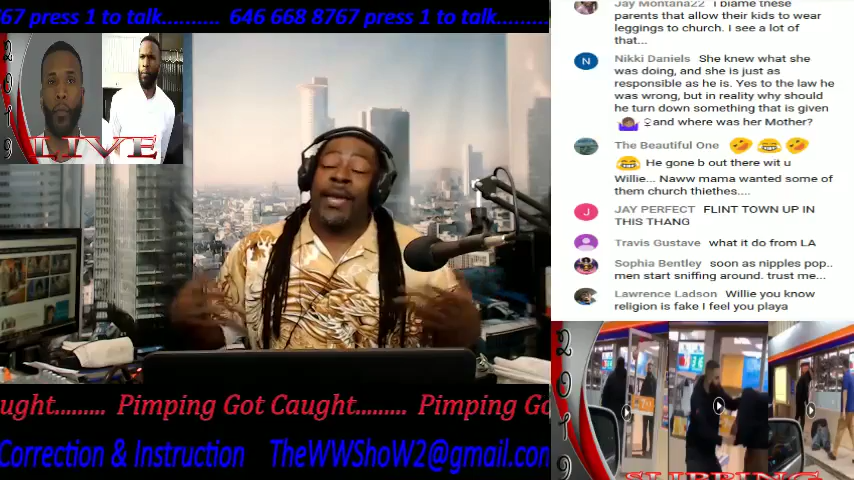 67 press 1 to talk.......... 646 668 8767 press 1 to talk.........
2019
LIVE
Jay Montana22 I blame these
parents that allow their kids to wear
leggings to church. I see a lot of
that...
N
Nikki Daniels She knew what she
was doing, and she is just as
responsible as he is. Yes to the law he
was wrong, but in reality why should
he turn down something that is given
🤷🏽♀and where was her Mother?
The Beautiful One 🤣😂🤣
😂 He gone b out there wit u
Willie... Naww mama wanted some of
them church thiethes....
J
JAY PERFECT FLINT TOWN UP IN
THIS THANG
Travis Gustave what it do from LA
Sophia Bentley soon as nipples pop..
men start sniffing around. trust me...
Lawrence Ladson Willie you know
religion is fake I feel you playa
2019
SLIPPING
ught......... Pimping Got Caught......... Pimping Go
Correction & Instruction TheWWShoW2@gmail.con